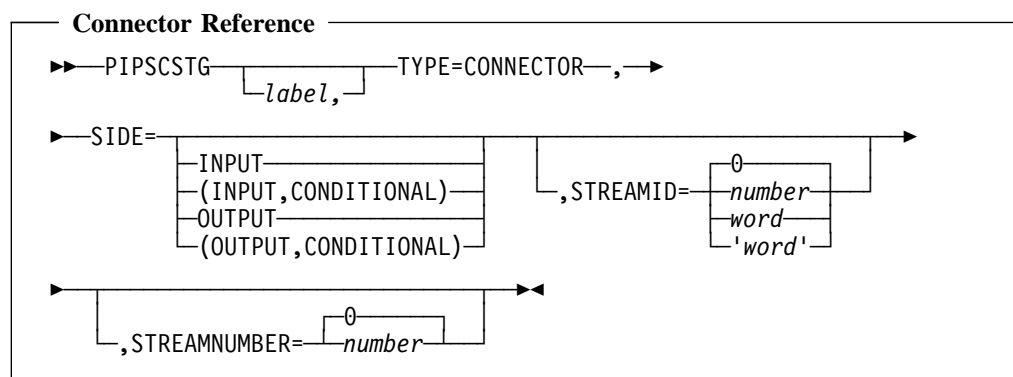 Connector Reference
PIPSCSTG TYPE=CONNECTOR ,
label,
SIDE=
INPUT 0
(INPUT,CONDITIONAL) ,STREAMID= number
OUTPUT word
(OUTPUT,CONDITIONAL) 'word'
0
,STREAMNUMBER= number